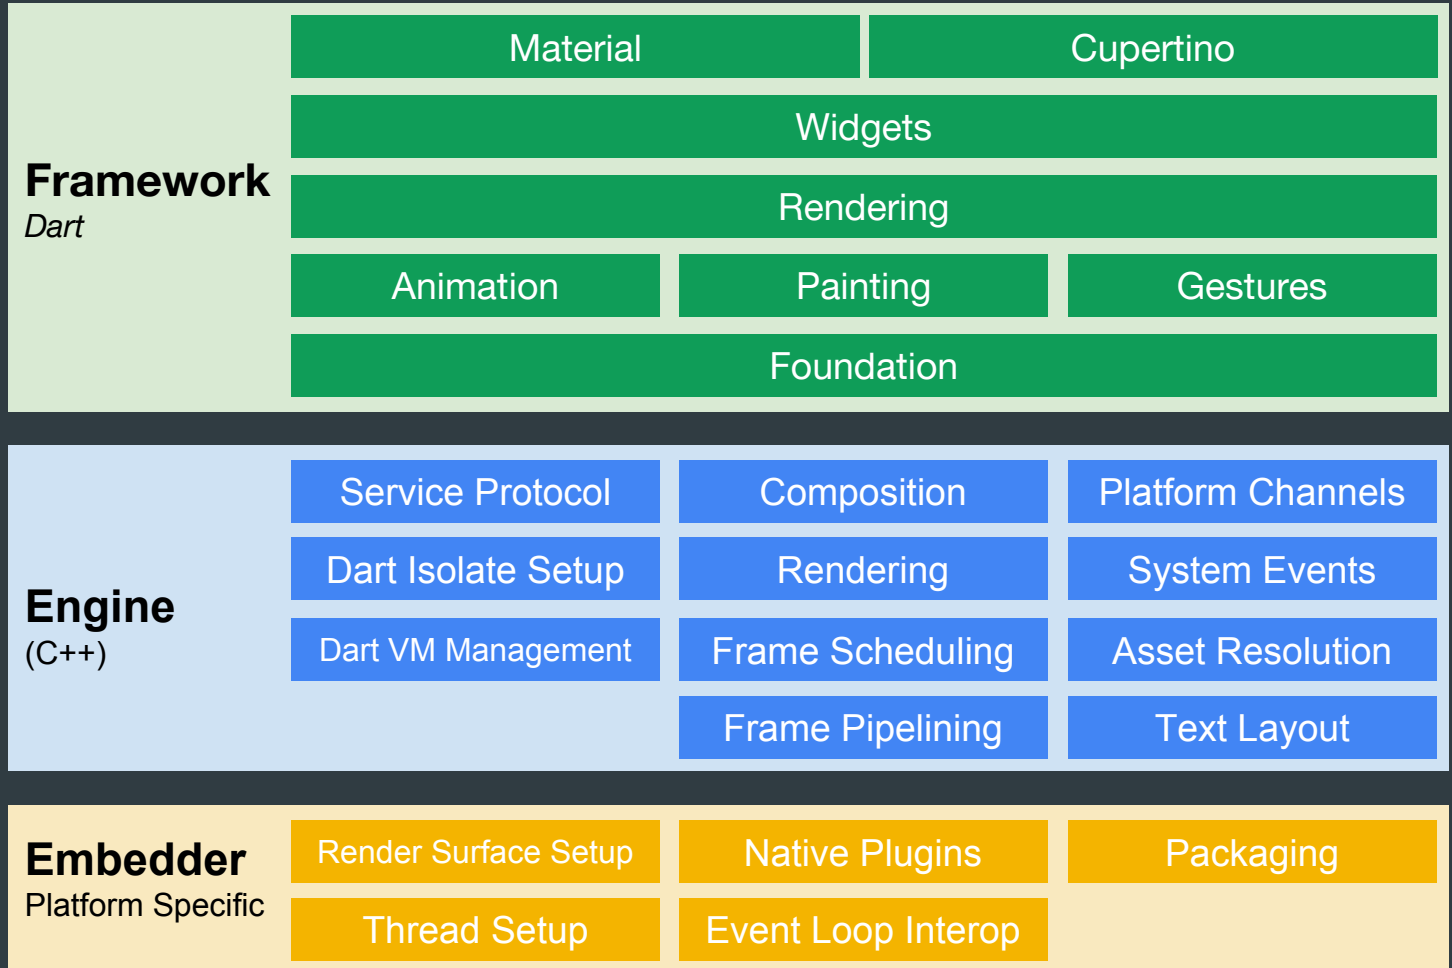 Framework
Dart
Material
Cupertino
Widgets
Rendering
Animation
Painting
Gestures
Foundation
Engine
(C++)
Service Protocol
Composition
Platform Channels
Dart Isolate Setup
Rendering
System Events
Dart VM Management
Frame Scheduling
Asset Resolution
Frame Pipelining
Text Layout
Embedder
Platform Specific
Render Surface Setup
Native Plugins
Packaging
Thread Setup
Event Loop Interop